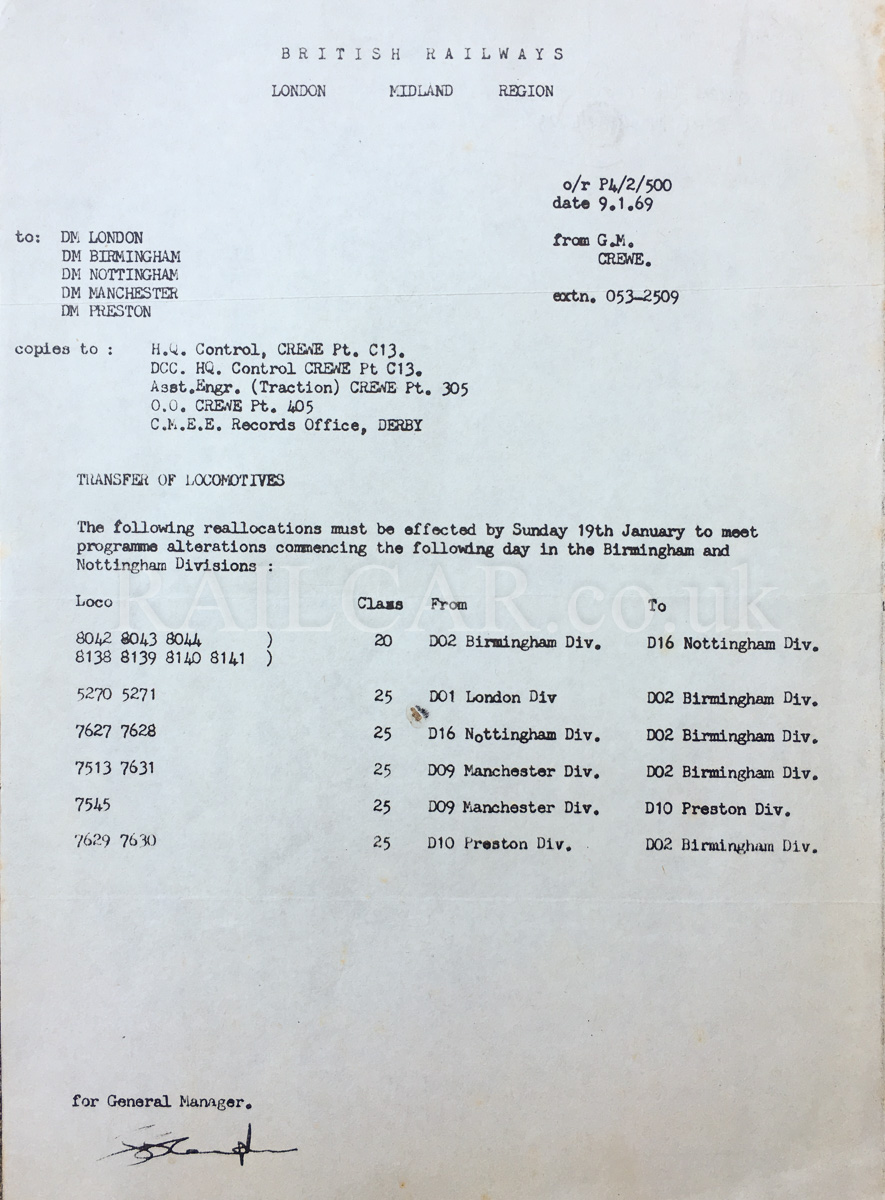 BRITISH RAILWAYS
LONDON MIDLAND REGION
o/r P4/2/500
date 9.1.69
to: DM LONDON
DM BIRMINGHAM
DM NOTTINGHAM
DM MANCHESTER
DM PRESTON
from G.M.
CREWE.
extn. 053-2509
copies to : H.Q. Control, CREWE Pt. C13.
DCC. HQ. Control CREWE Pt C13.
Asst.Engr. (Traction) CREWE Pt. 305
O.O. CREWE Pt. 405
C.M.E.E. Records Office, DERBY
TRANSFER OF LOCOMOTIVES
The following reallocations must be effected by Sunday 19th January to meet
programme alterations commencing the following day in the Birmingham and
Nottingham Divisions :
RAILCAR.co.uk
Loco Class From To
8042 8043 8044 ) 20 D02 Birmingham Div. D16 Nottingham Div.
8138 8139 8140 8141 )
5270 5271 25 D01 London Div D02 Birmingham Div.
7627 7628 25 D16 Nottingham Div. D02 Birmingham Div.
7513 7631 25 D09 Manchester Div. D02 Birmingham Div.
7545 25 D09 Manchester Div. D10 Preston Div.
7629 7630 25 D10 Preston Div. D02 Birmingham Div.
for General Manager.